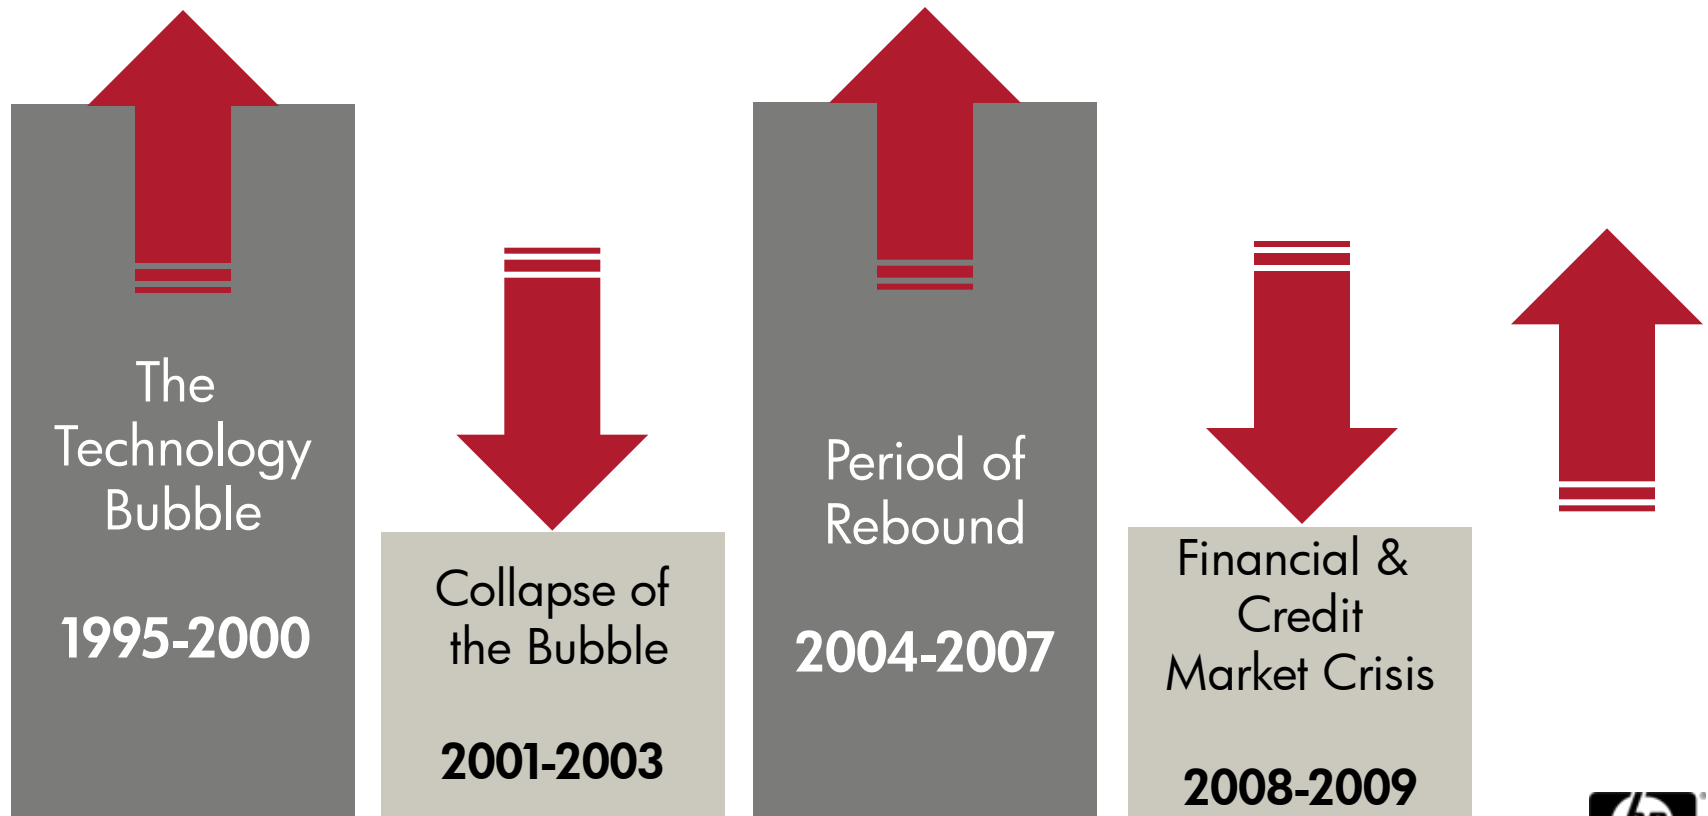 The
Technology
Bubble
1995-2000
Collapse of
the Bubble
2001-2003
Period of
Rebound
2004-2007
Financial &
Credit
Market Crisis
2008-2009
hp